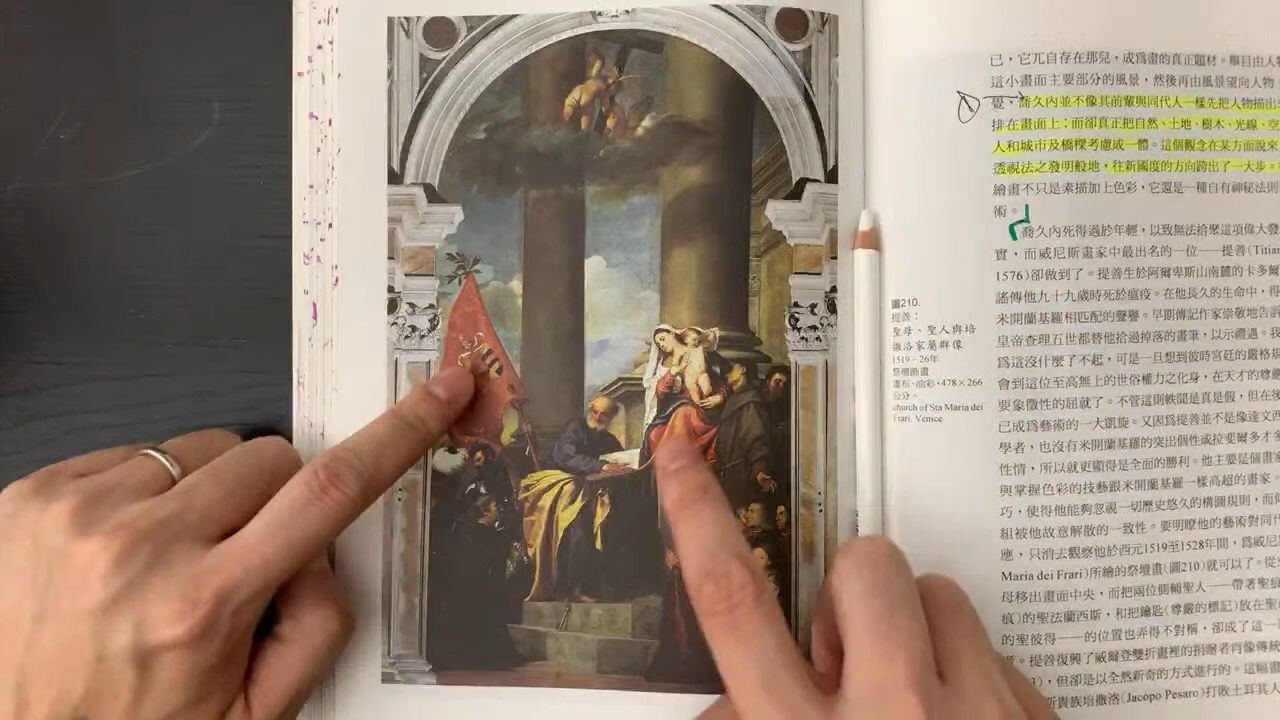 圖210.
提善：
聖母、聖人與培
撒洛家屬群像
1519－26年
祭壇飾畫
畫布、油彩，478×266
公分。
church of Sta Maria dei
Frari, Venice
已，它兀自存在那兒，成爲畫的真正題材。舉目由人物
這小畫面主要部分的風景，然後再由風景望向人物
覺，喬久內並不像其前輩與同代人一樣先把人物描出
排在畫面上；而卻真正把自然、土地、樹木、光線、空
人和城市及橋樑考慮成一體。這個觀念在某方面說來
透視法之發明般地，往新國度的方向跨出了一大步。
繪畫不只是素描加上色彩，它還是一種自有神秘法則
術。
喬久內死得過於年輕，以致無法拾聚這項偉大發
實，而威尼斯畫家中最出名的一位——提善(Titian
1576)卻做到了。提善生於阿爾卑斯山南麓的卡多爾
謠傳他九十九歲時死於瘟疫。在他長久的生命中，得
米開蘭基羅相匹配的聲譽。早期傳記作家崇敬地告訴
皇帝查理五世都替他拾過掉落的畫筆，以示禮遇。我
爲這沒什麼了不起，可是一旦想到彼時宮廷的嚴格規
會到這位至高無上的世俗權力之化身，在天才的尊嚴
要象徵性的屈就了。不管這則軼聞是真是假，但在後
已成爲藝術的一大凱旋。又因爲提善並不是像達文西
學者，也沒有米開蘭基羅的突出個性或拉斐爾多才多
性情，所以就更顯得是全面的勝利。他主要是個畫家
與掌握色彩的技藝跟米開蘭基羅一樣高超的畫家。
巧，使得他能夠忽視一切歷史悠久的構圖規則，而
組被他故意解散的一致性。要明瞭他的藝術對同
應，只消去觀察他於西元1519至1528年間，爲威尼
Maria dei Frari)所繪的祭壇畫(圖210)就可以了。從
母移出畫面中央，而把兩位側輔聖人——帶著聖
痕)的聖法蘭西斯，和把鑰匙(尊嚴的標記)放在聖
的聖彼得——的位置也弄得不對稱，卻成了這一
。提善復興了威爾登雙折畫裡的捐贈者肖像傳統
)，但卻是以全然新奇的方式進行的。這幅畫
貴族培撒洛(Jacopo Pesaro)打敗土耳其人